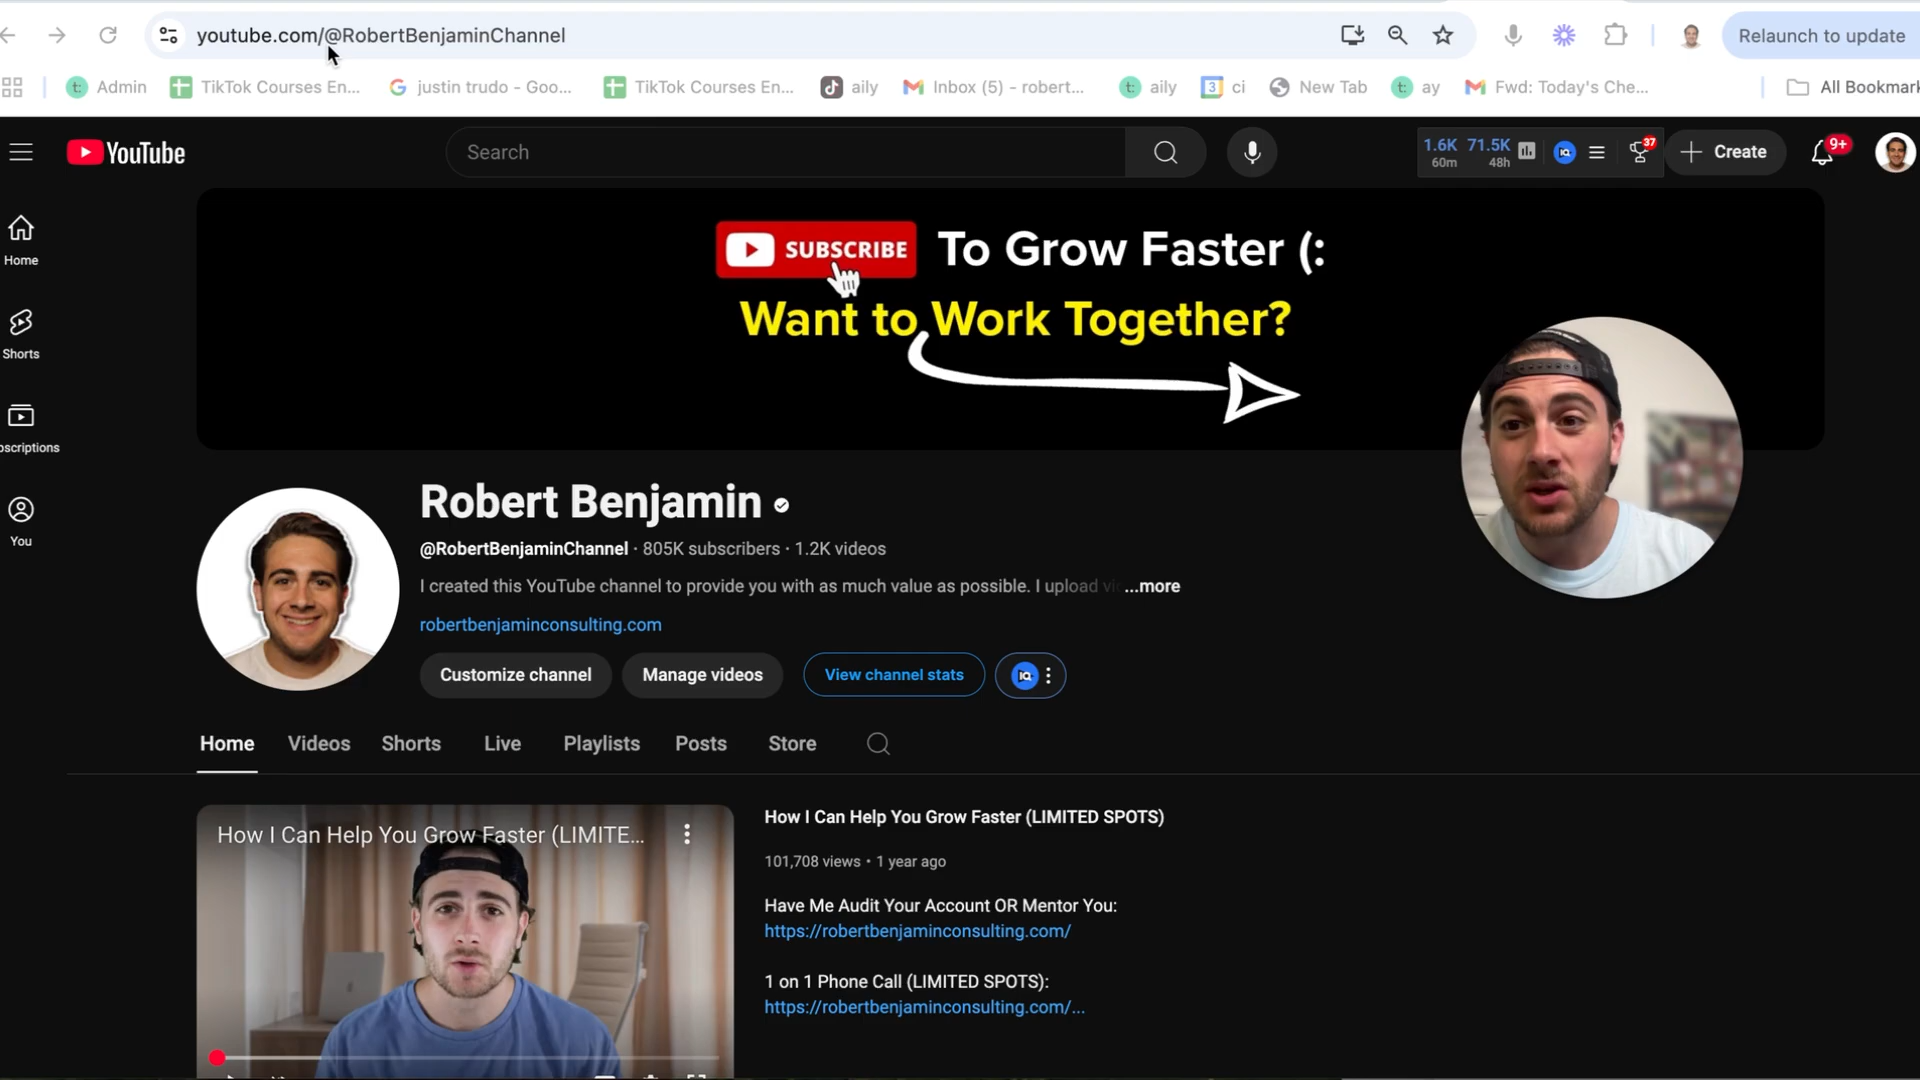 youtube.com/@RobertBenjaminChannel
Relaunch to update
Admin
TikTok Courses En...
justin trudo - Goo...
TikTok Courses En...
aily
Inbox (5) - robert...
aily
3
ci
New Tab
ay
Fwd: Today's Che...
All Bookmark
YouTube
Search
1.6K 71.5K
60m 48h
IQ
37
Create
9+
Home
Shorts
oscriptions
You
SUBSCRIBE To Grow Faster (:
Want to Work Together?
Robert Benjamin
@RobertBenjaminChannel · 805K subscribers · 1.2K videos
I created this YouTube channel to provide you with as much value as possible. I upload vi ...more
robertbenjaminconsulting.com
Customize channel
Manage videos
View channel stats
IQ
Home
Videos
Shorts
Live
Playlists
Posts
Store
How I Can Help You Grow Faster (LIMITE...
How I Can Help You Grow Faster (LIMITED SPOTS)
101,708 views • 1 year ago
Have Me Audit Your Account OR Mentor You:
https://robertbenjaminconsulting.com/
1 on 1 Phone Call (LIMITED SPOTS):
https://robertbenjaminconsulting.com/...